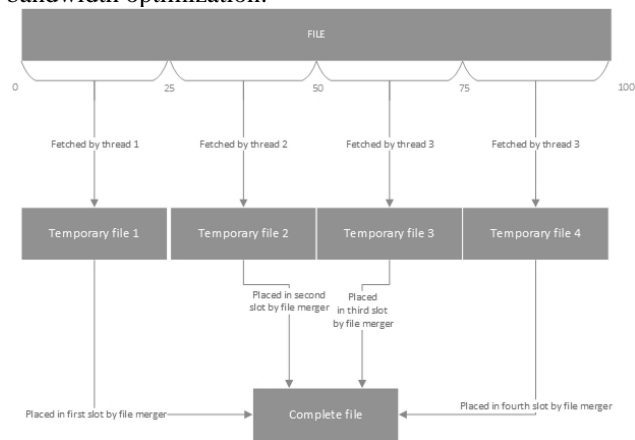 bandwidth optimization.
FILE
0
25
50
75
100
Fetched by thread 1
Fetched by thread 2
Fetched by thread 3
Fetched by thread 3
Temporary file 1
Temporary file 2
Temporary file 3
Temporary file 4
Placed in second
slot by file merger
Placed
in third slot
by file merger
Placed in first slot by file merger
Complete file
Placed in fourth slot by file merger